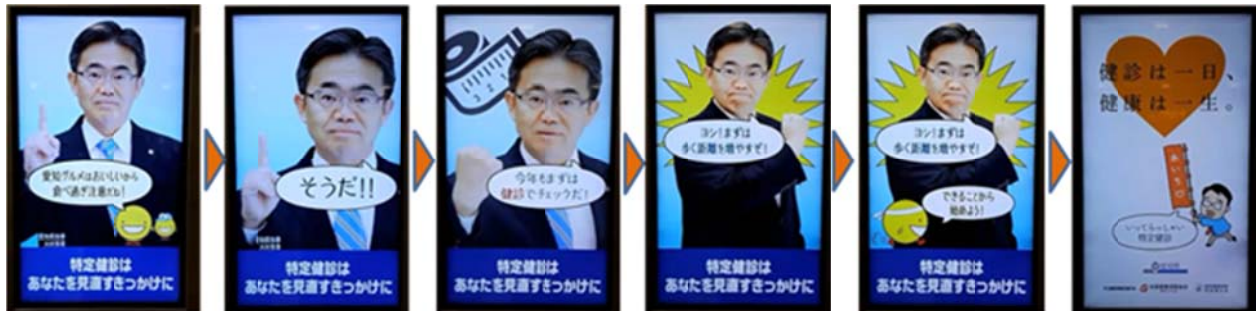 愛知グルメはおいしいから
食べ過ぎ注意だね!
特定健診は
あなたを見直すきっかけに
そうだ!!
特定健診は
あなたを見直すきっかけに
今年もまずは
健診でチェックだ!
特定健診は
あなたを見直すきっかけに
ヨシ!まずは
歩く距離を増やすぞ!
特定健診は
あなたを見直すきっかけに
ヨシ!まずは
歩く距離を増やすぞ!
できることから
始めよう!
特定健診は
あなたを見直すきっかけに
健診は一日、
健康は一生。
あいちの
いってらっしゃい
特定健診